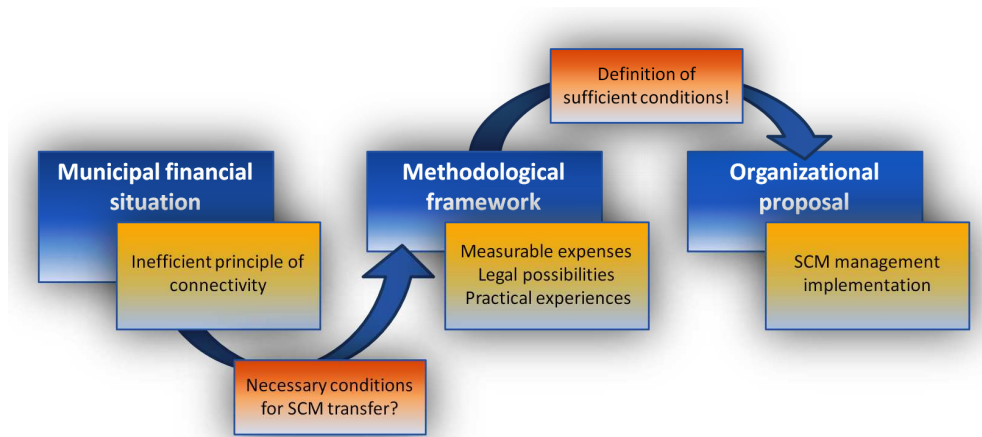 Municipal financial
situation
Inefficient principle of
connectivity
Necessary conditions
for SCM transfer?
Methodological
framework
Measurable expenses
Legal possibilities
Practical experiences
Definition of
sufficient conditions!
Organizational
proposal
SCM management
implementation